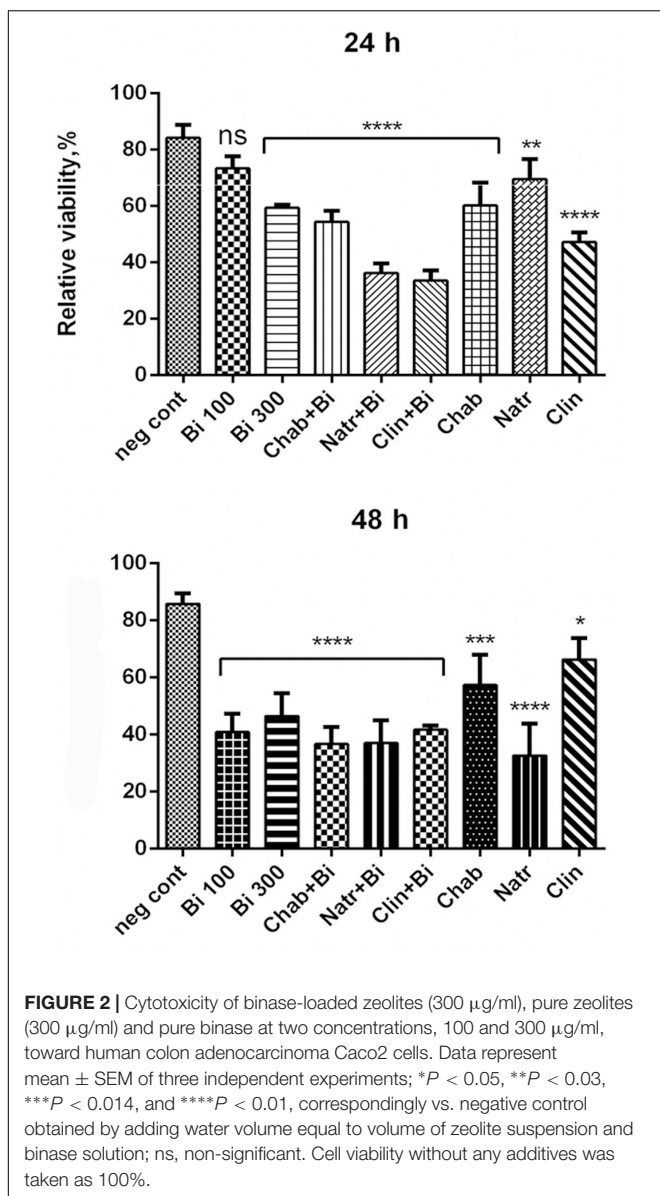 24 h
Relative viability,%
100
80
60
40
20
0
ns
****
**
****
neg cont
Bi 100
Bi 300
Chab+Bi
Natr+Bi
Clin+Bi
Chab
Natr
Clin
48 h
100
80
60
40
20
0
****
***
****
*
neg cont
Bi 100
Bi 300
Chab+Bi
Natr+Bi
Clin+Bi
Chab
Natr
Clin
FIGURE 2 | Cytotoxicity of binase-loaded zeolites (300 μg/ml), pure zeolites
(300 μg/ml) and pure binase at two concentrations, 100 and 300 μg/ml,
toward human colon adenocarcinoma Caco2 cells. Data represent
mean ± SEM of three independent experiments; *P < 0.05, **P < 0.03,
***P < 0.014, and ****P < 0.01, correspondingly vs. negative control
obtained by adding water volume equal to volume of zeolite suspension and
binase solution; ns, non-significant. Cell viability without any additives was
taken as 100%.